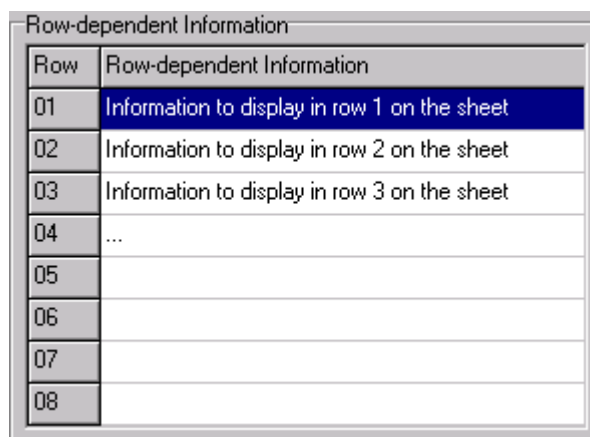 Row-dependent Information
Row Row-dependent Information
01 Information to display in row 1 on the sheet
02 Information to display in row 2 on the sheet
03 Information to display in row 3 on the sheet
04 ...
05
06
07
08